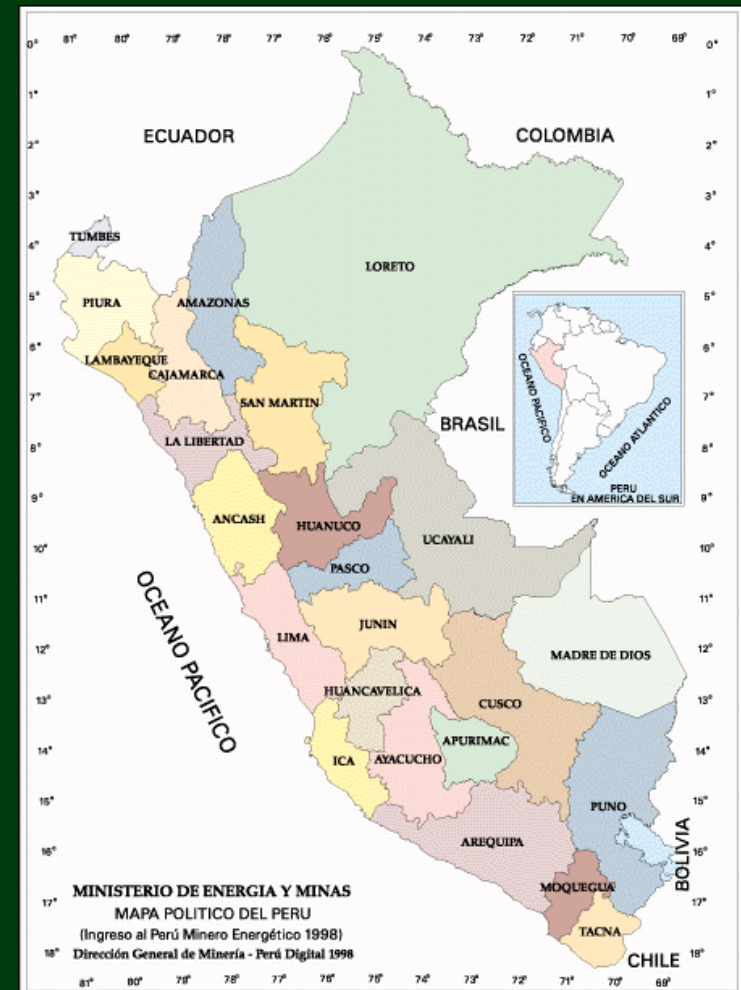 81° 80° 79° 78° 77° 76° 75° 74° 73° 72° 71° 70° 69°
0° 0°
1° 1°
ECUADOR COLOMBIA
2° 2°
3° 3°
TUMBES
4° 4°
LORETO
5° 5°
PIURA AMAZONAS
6° 6°
LAMBAYEQUE
CAJAMARCA
OCEANO PACIFICO
7° 7°
SAN MARTIN
BRASIL
OCEANO ATLANTICO
LA LIBERTAD
8° 8°
PERU
EN AMERICA DEL SUR
9° 9°
ANCASH HUANUCO
UCAYALI
10° 10°
PASCO
11° 11°
OCEANO PACIFICO
JUNIN
LIMA
12° 12°
MADRE DE DIOS
HUANCAVELICA
13° 13°
CUSCO
APURIMAC
14° 14°
ICA AYACUCHO
15° 15°
PUNO
AREQUIPA
BOLIVIA
16° 16°
MOQUEGUA
MINISTERIO DE ENERGIA Y MINAS
17° 17°
MAPA POLITICO DEL PERU
TACNA
(Ingreso al Perú Minero Energético 1998)
18° 18°
Dirección General de Minería - Perú Digital 1998
CHILE
81° 80° 79° 78° 77° 76° 75° 74° 73° 72° 71° 70° 69°